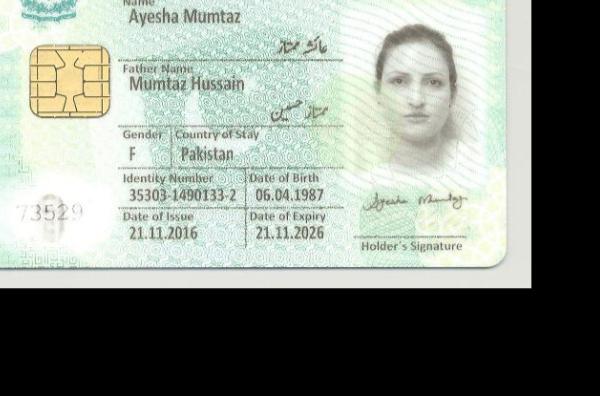 Name
Ayesha Mumtaz
عائشہ ممتاز
Father Name
Mumtaz Hussain
ممتاز حسین
Gender Country of Stay
F Pakistan
Identity Number Date of Birth
35303-1490133-2 06.04.1987
73529
Date of Issue Date of Expiry
21.11.2016 21.11.2026
Ayesha Mumtaz
Holder's Signature